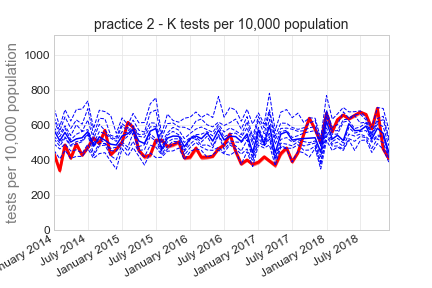 practice 2 - K tests per 10,000 population
tests per 10,000 population
1000
800
600
400
200
0
nuary 2014
July 2014
January 2015
July 2015
January 2016
July 2016
January 2017
July 2017
January 2018
July 2018